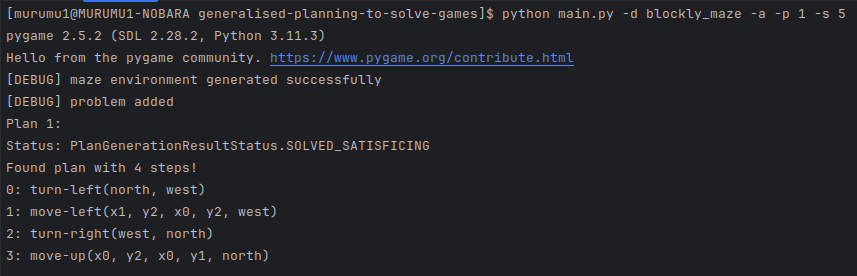 [murumu1@MURUMU1-NOBARA generalised-planning-to-solve-games]$ python main.py -d blockly_maze -a -p 1 -s 5
pygame 2.5.2 (SDL 2.28.2, Python 3.11.3)
Hello from the pygame community. https://www.pygame.org/contribute.html
[DEBUG] maze environment generated successfully
[DEBUG] problem added
Plan 1:
Status: PlanGenerationResultStatus.SOLVED_SATISFICING
Found plan with 4 steps!
0: turn-left(north, west)
1: move-left(x1, y2, x0, y2, west)
2: turn-right(west, north)
3: move-up(x0, y2, x0, y1, north)